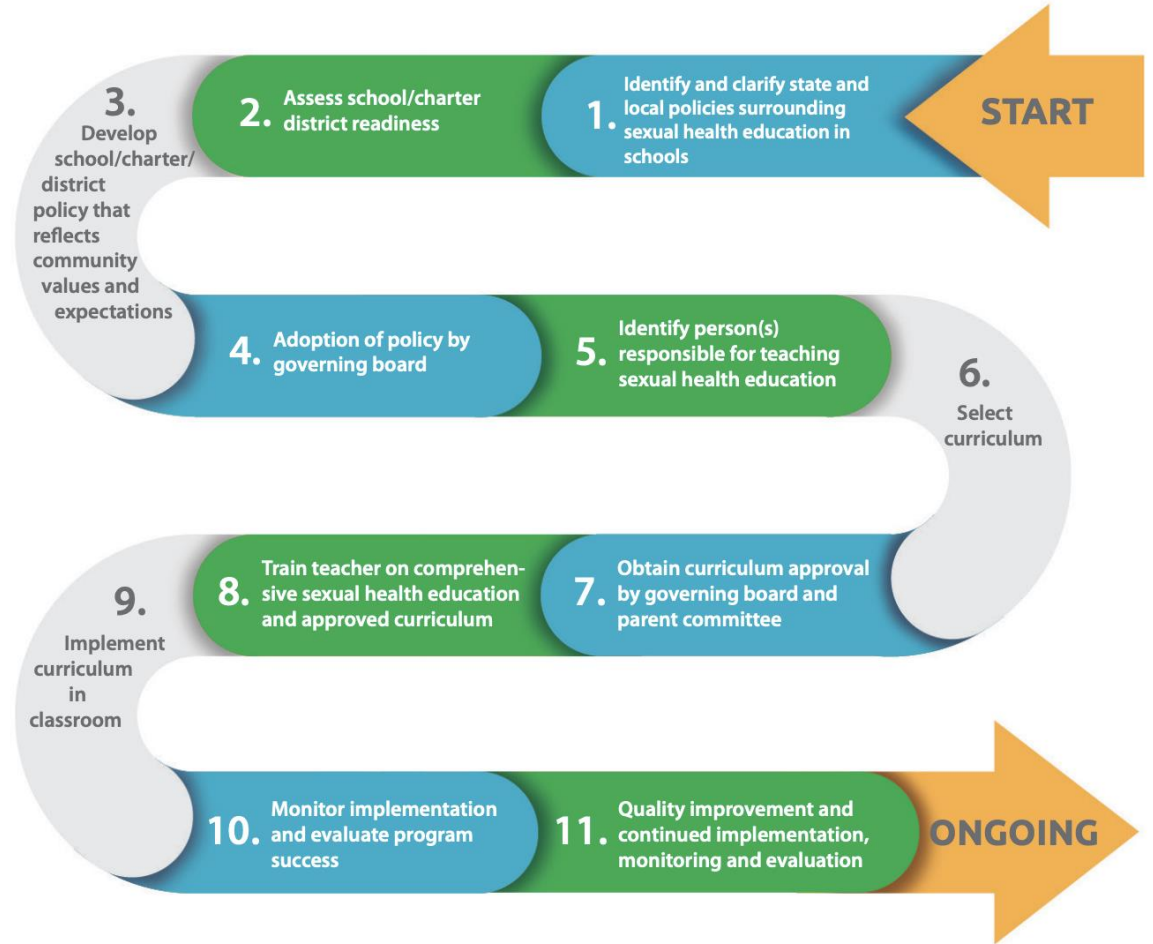 START
1. Identify and clarify state and
local policies surrounding
sexual health education in
schools
2. Assess school/charter
district readiness
3.
Develop
school/charter/
district
policy that
reflects
community
values and
expectations
4. Adoption of policy by
governing board
5. Identify person(s)
responsible for teaching
sexual health education
6.
Select
curriculum
7. Obtain curriculum approval
by governing board and
parent committee
8. Train teacher on comprehen-
sive sexual health education
and approved curriculum
9.
Implement
curriculum
in
classroom
10. Monitor implementation
and evaluate program
success
11. Quality improvement and
continued implementation,
monitoring and evaluation
ONGOING